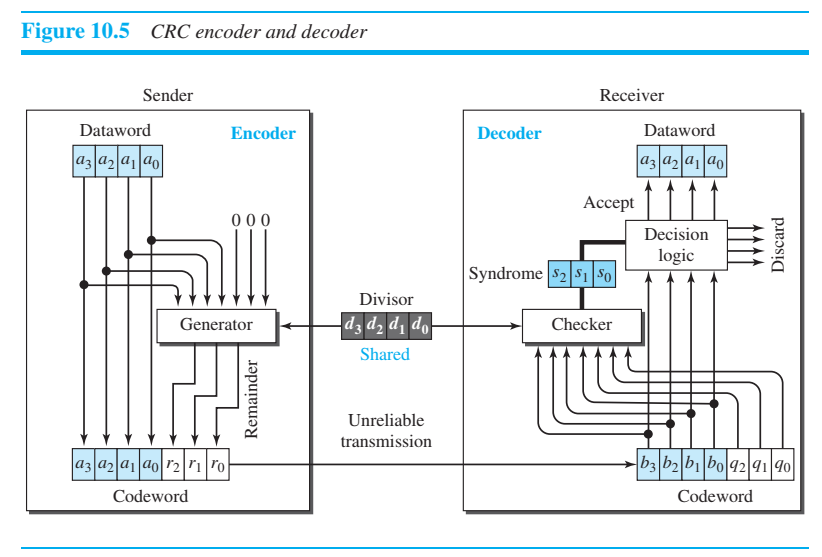 Figure 10.5 CRC encoder and decoder
Sender
Receiver
Dataword
Encoder
a3 a2 a1 a0
0 0 0
Generator
Remainder
a3 a2 a1 a0 r2 r1 r0
Codeword
Divisor
d3 d2 d1 d0
Shared
Unreliable
transmission
Decoder
Dataword
a3 a2 a1 a0
Accept
Decision
logic
Discard
Syndrome s2 s1 s0
Checker
b3 b2 b1 b0 q2 q1 q0
Codeword